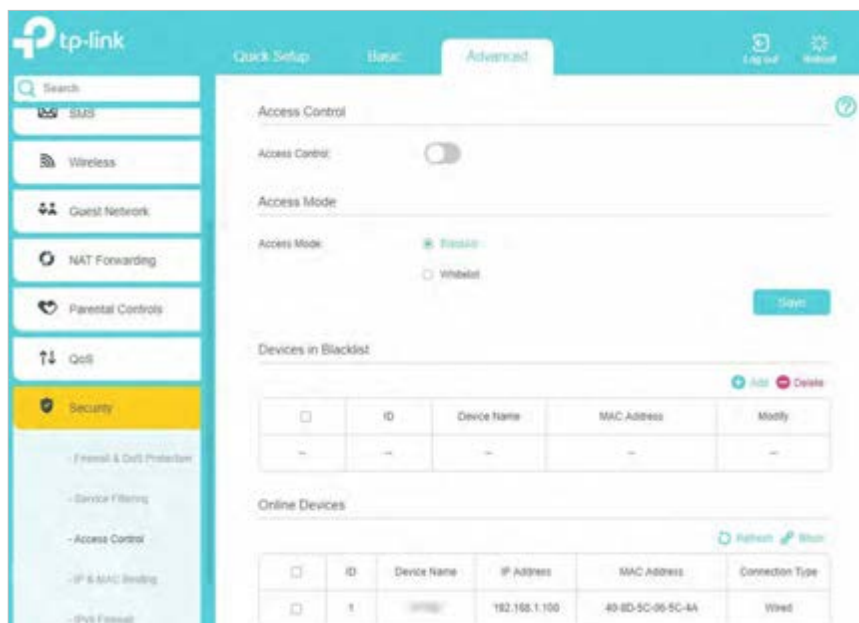 tp-link
Quick Setup Basic Advanced Log out Reboot
Search
SMS
Wireless
Guest Network
NAT Forwarding
Parental Controls
QoS
Security
- Firewall & DoS Protection
- Service Filtering
- Access Control
- IP & MAC Binding
- IPv6 Firewall
Access Control
Access Control:
Access Mode
Access Mode: Blacklist
Whitelist
Save
Devices in Blacklist
Add Delete
ID Device Name MAC Address Modify
-- -- -- -- --
Online Devices
Refresh Block
ID Device Name IP Address MAC Address Connection Type
1 192.168.1.100 40-8D-5C-06-5C-4A Wired